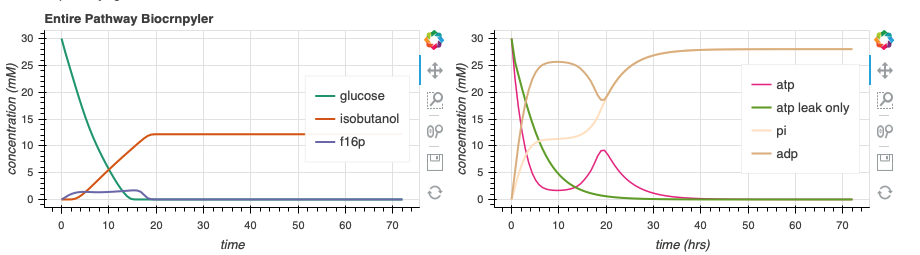 Entire Pathway Biocrnpyler
concentration (mM)
30
25
20
15
10
5
0
0 10 20 30 40 50 60 70
time
glucose
isobutanol
f16p
concentration (mM)
30
25
20
15
10
5
0
0 10 20 30 40 50 60 70
time (hrs)
atp
atp leak only
pi
adp